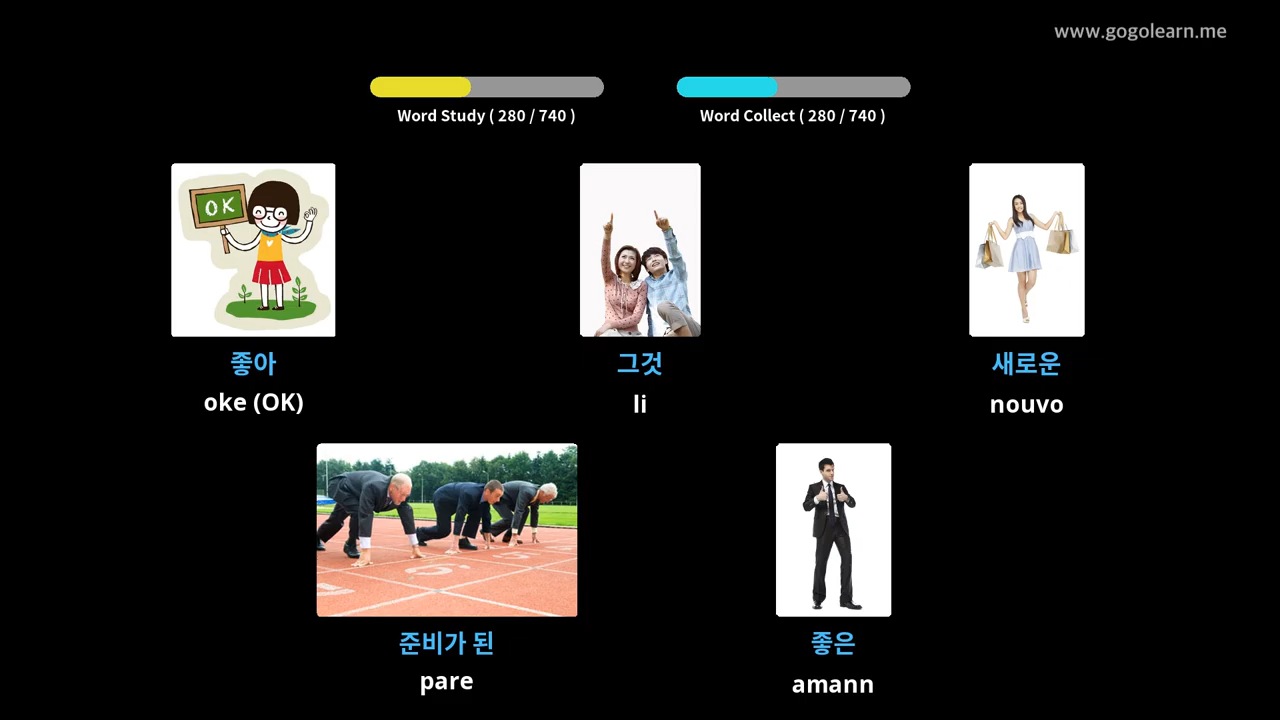 www.gogolearn.me
Word Study ( 280 / 740 )
Word Collect ( 280 / 740 )
OK
좋아
oke (OK)
그것
li
새로운
nouvo
준비가 된
pare
좋은
amann